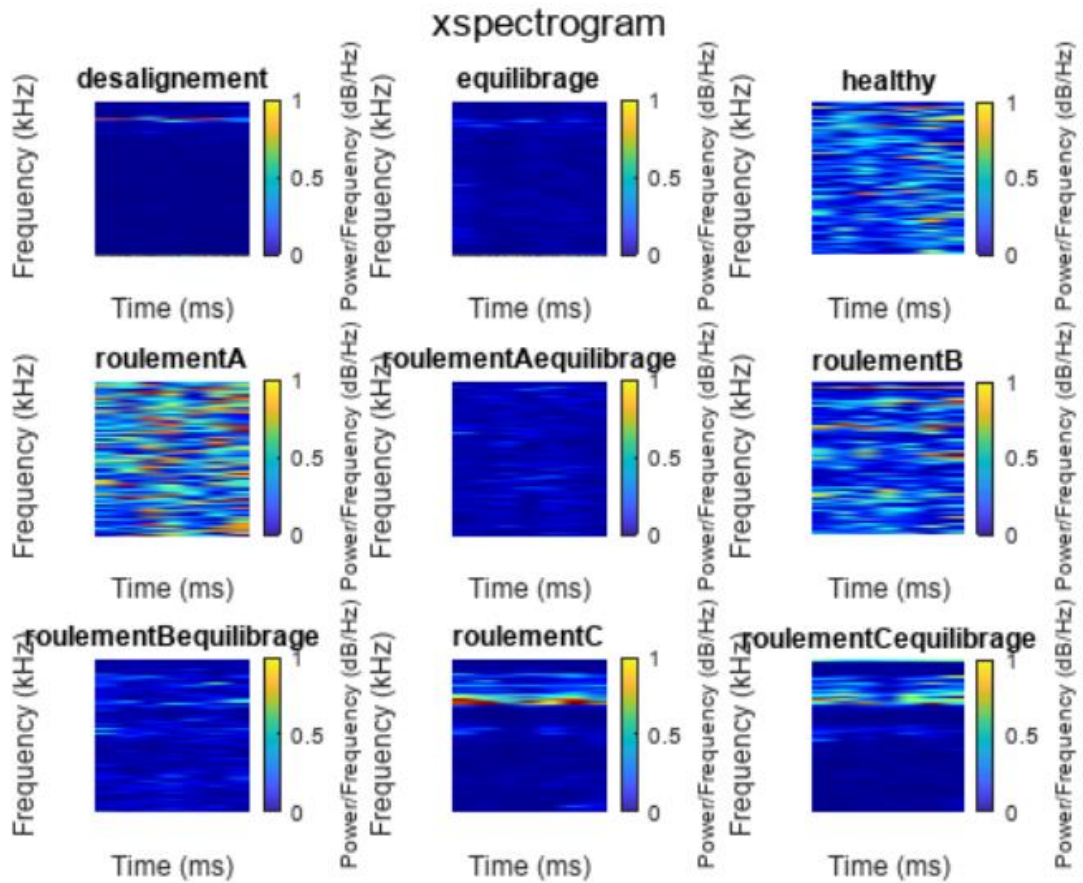 xspectrogram
desalignement
Frequency (kHz)
1
0.5
0
Power/Frequency (dB/Hz)
Time (ms)
equilibrage
Frequency (kHz)
1
0.5
0
Power/Frequency (dB/Hz)
Time (ms)
healthy
Frequency (kHz)
1
0.5
0
Power/Frequency (dB/Hz)
Time (ms)
roulementA
Frequency (kHz)
1
0.5
0
Power/Frequency (dB/Hz)
Time (ms)
roulementAequilibrage
Frequency (kHz)
1
0.5
0
Power/Frequency (dB/Hz)
Time (ms)
roulementB
Frequency (kHz)
1
0.5
0
Power/Frequency (dB/Hz)
Time (ms)
roulementBequilibrage
Frequency (kHz)
1
0.5
0
Power/Frequency (dB/Hz)
Time (ms)
roulementC
Frequency (kHz)
1
0.5
0
Power/Frequency (dB/Hz)
Time (ms)
roulementCequilibrage
Frequency (kHz)
1
0.5
0
Power/Frequency (dB/Hz)
Time (ms)